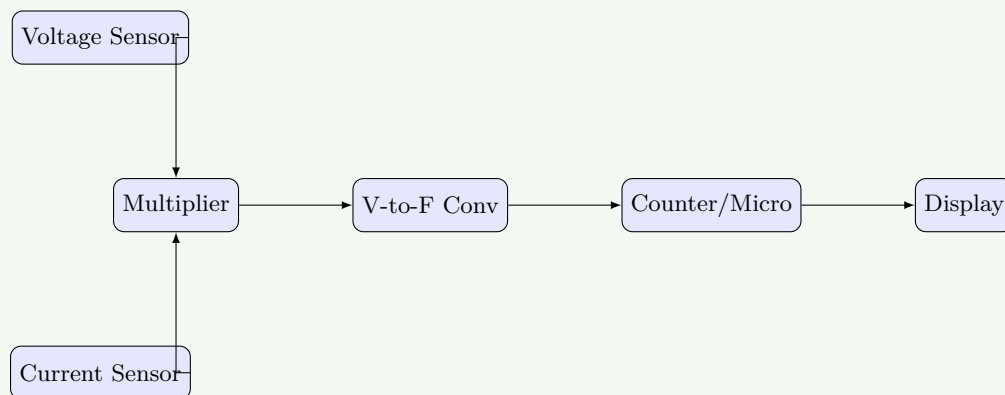 Voltage Sensor
Multiplier
V-to-F Conv
Counter/Micro
Display
Current Sensor